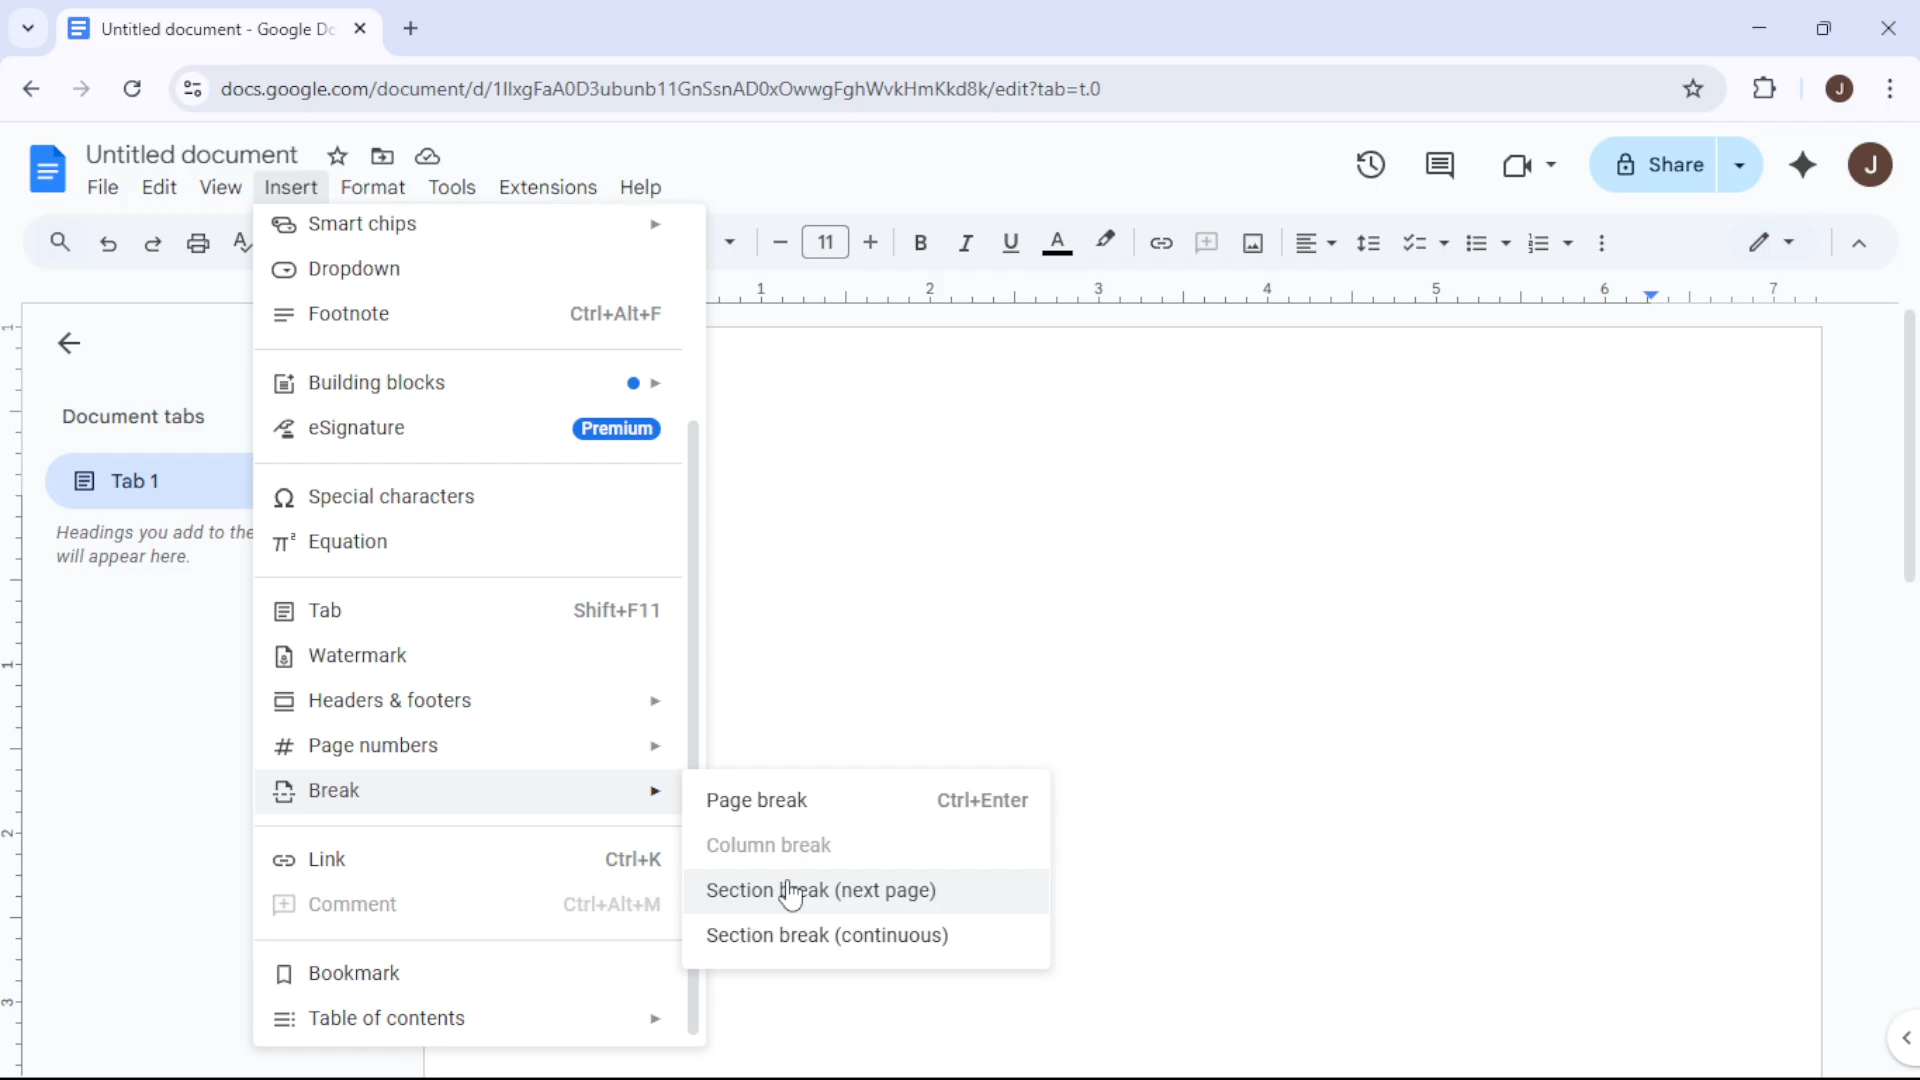 Untitled document - Google Dc
docs.google.com/document/d/1IlxgFaA0D3ubunb11GnSsnAD0xOwwgFghWvkHmKkd8k/edit?tab=t.0
J
Untitled document
File Edit View Insert Format Tools Extensions Help
Share
J
11
B I U A
1 2 3 4 5 6 7
Smart chips
Dropdown
Footnote Ctrl+Alt+F
Building blocks
eSignature Premium
Special characters
Equation
Tab Shift+F11
Watermark
Headers & footers
Page numbers
Break
Link Ctrl+K
Comment Ctrl+Alt+M
Bookmark
Table of contents
Page break Ctrl+Enter
Column break
Section break (next page)
Section break (continuous)
Document tabs
Tab 1
Headings you add to the
will appear here.
1
1
2
3